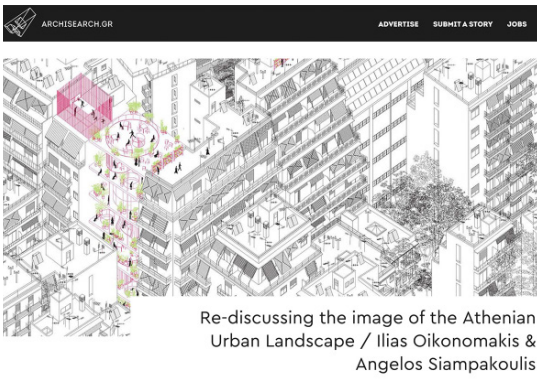 ARCHISEARCH.GR
ADVERTISE SUBMIT A STORY JOBS
Re-discussing the image of the Athenian
Urban Landscape / Ilias Oikonomakis &
Angelos Siampakoulis